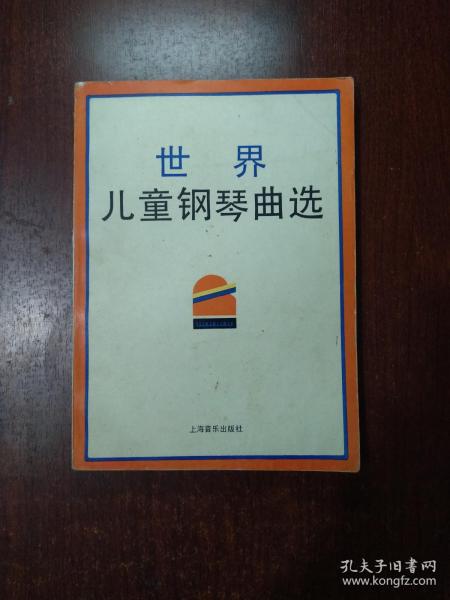 世 界
儿童钢琴曲选
上海音乐出版社
孔夫子旧书网
www.kongfz.com